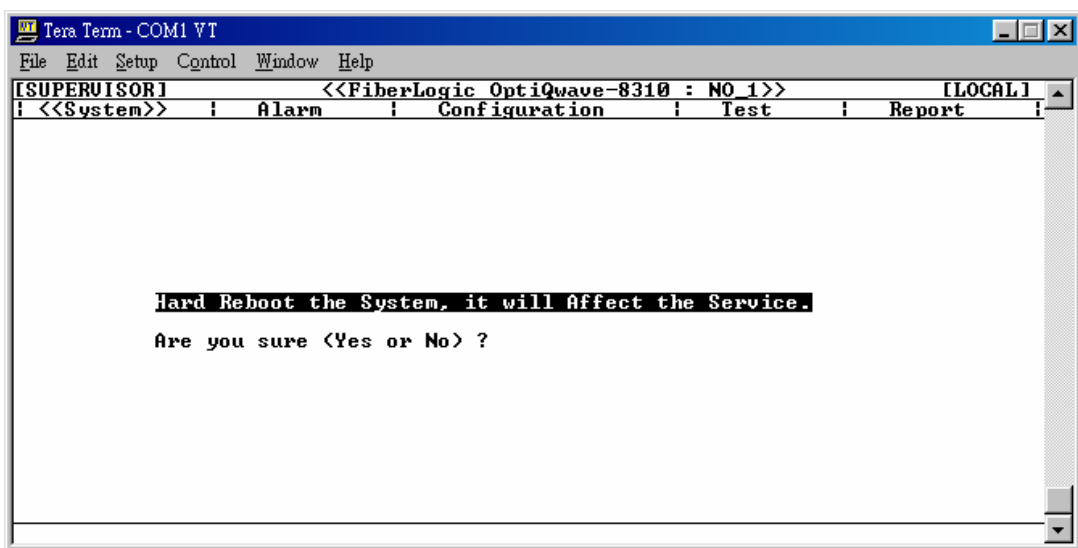 Tera Term - COM1 VT
File Edit Setup Control Window Help
[SUPERVISOR] <<FiberLogic OptiQwave-8310 : NO_1>> [LOCAL]
¦ <<System>> ¦ Alarm ¦ Configuration ¦ Test ¦ Report ¦
Hard Reboot the System, it will Affect the Service.
Are you sure (Yes or No) ?